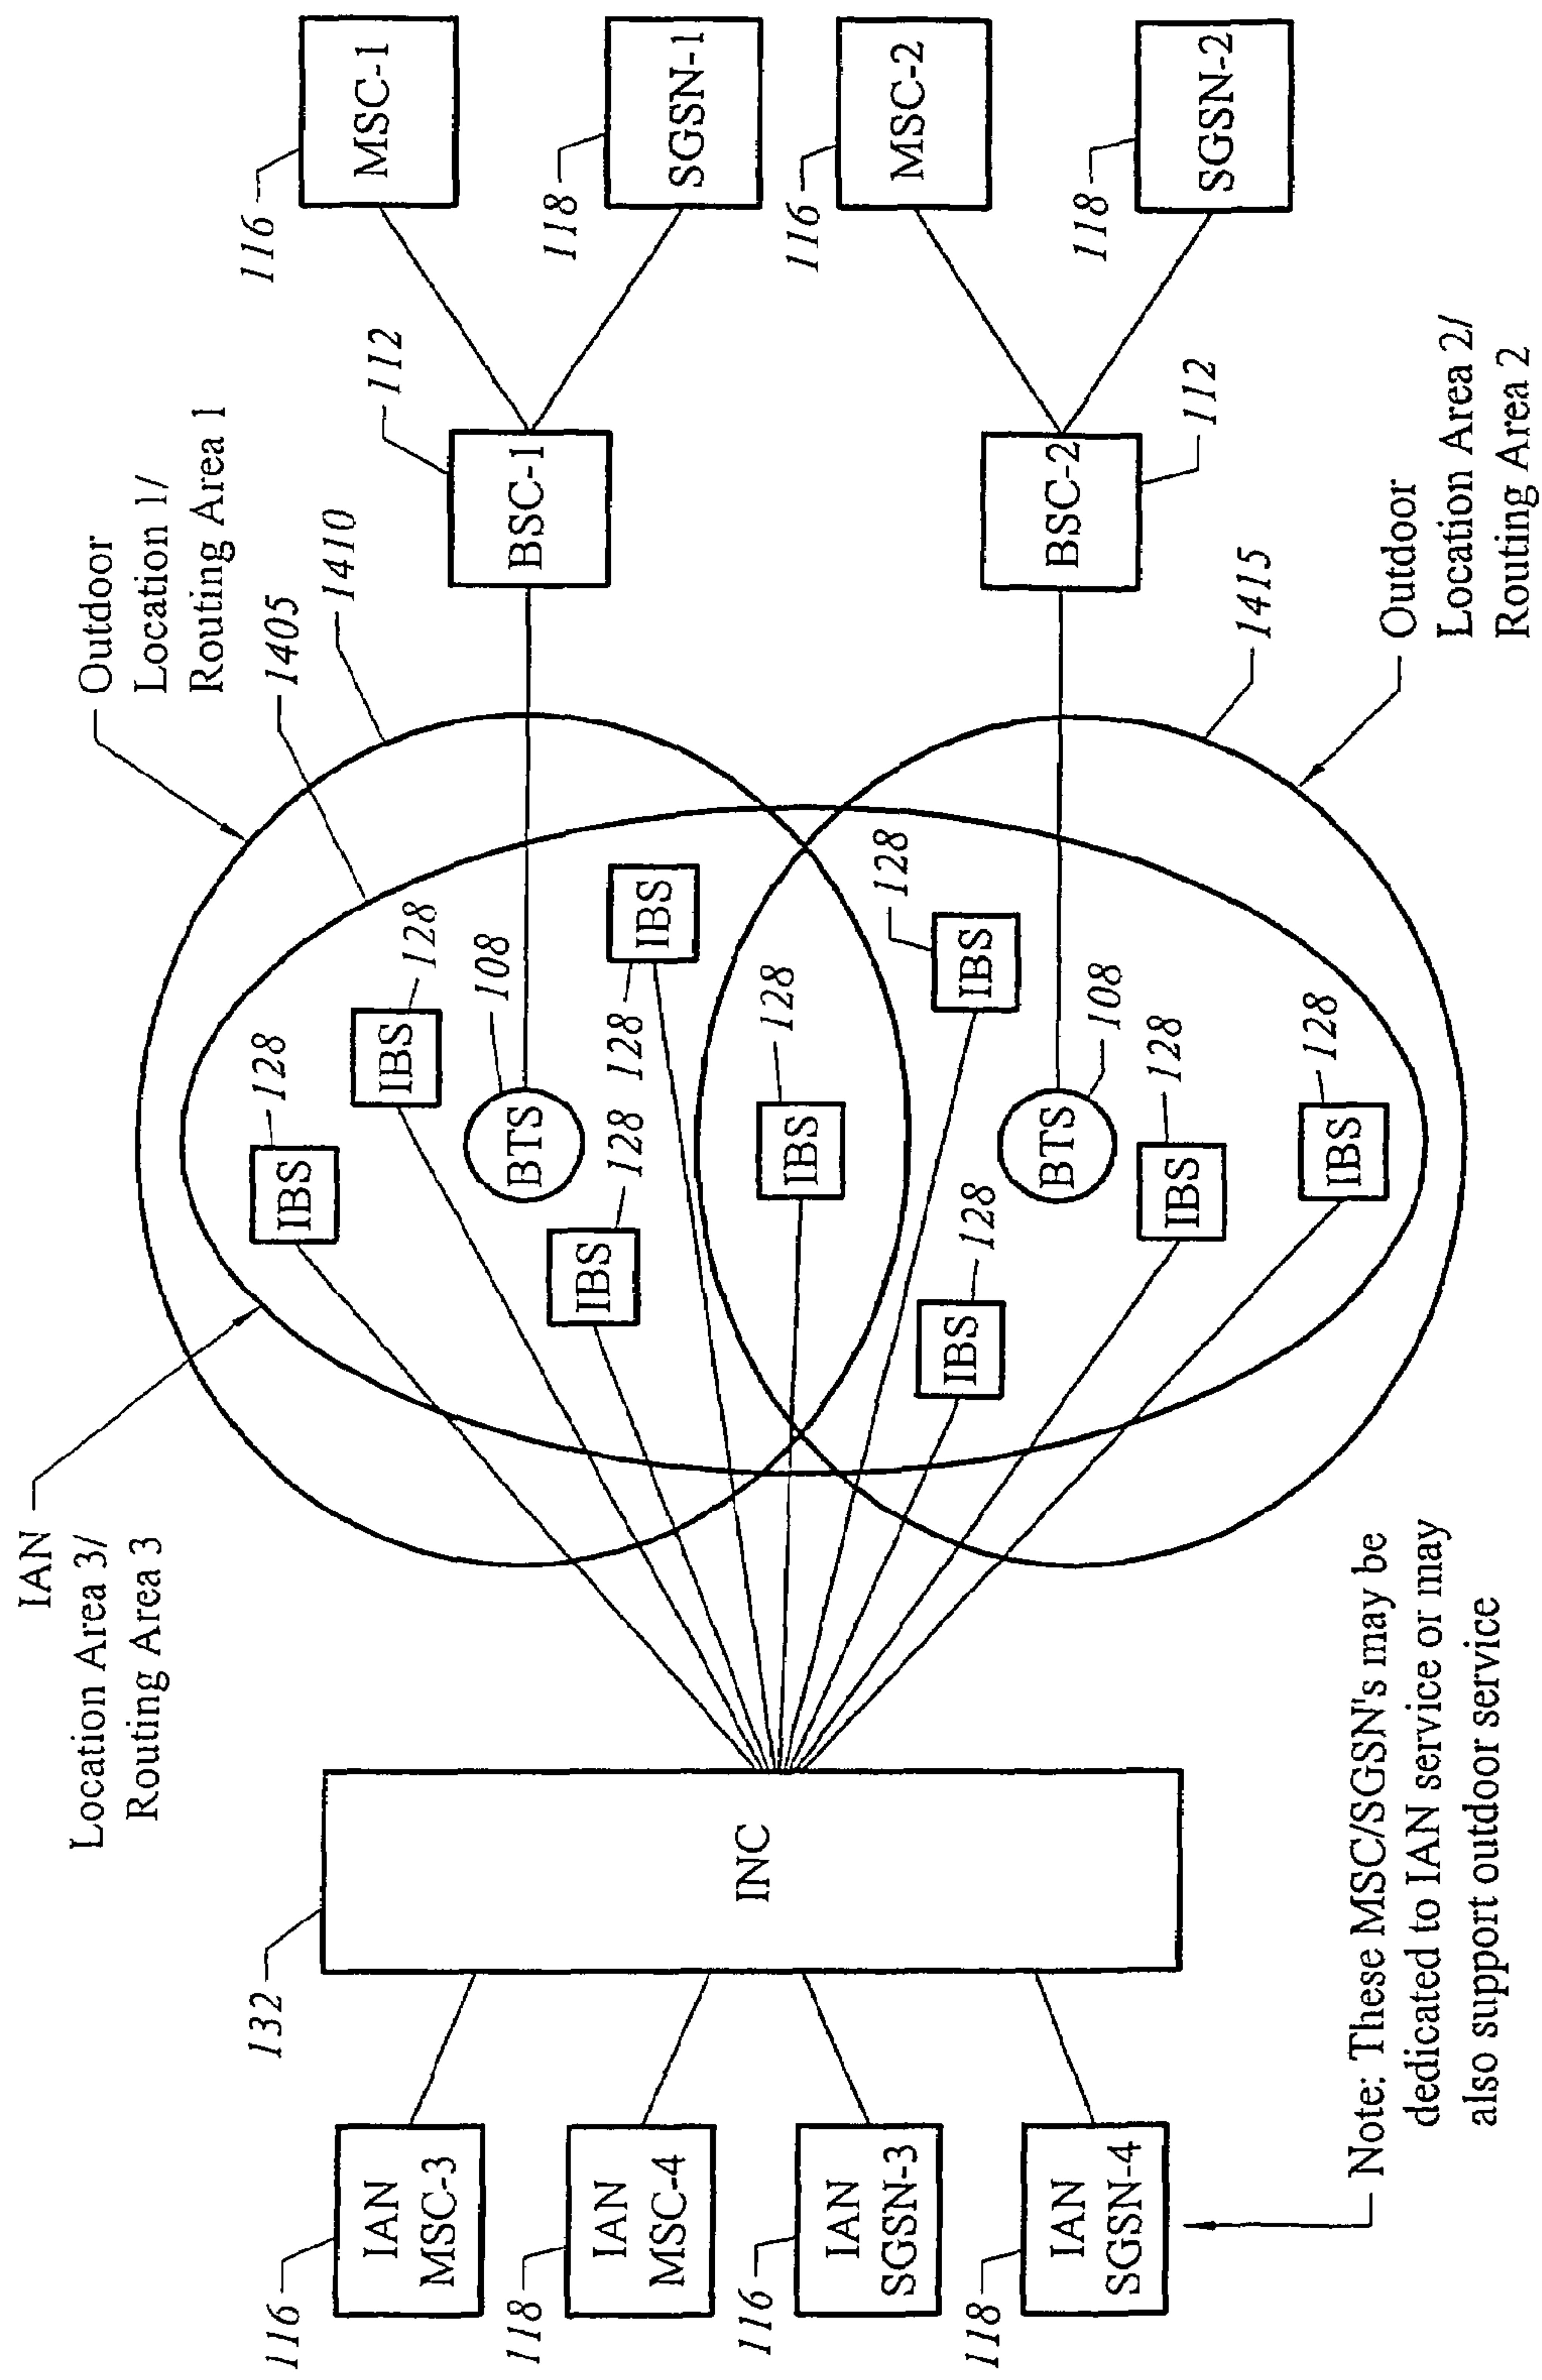 IAN
Location Area 3/
Routing Area 3
Outdoor
Location 1/
Routing Area 1
1405
1410
116
IAN
MSC-3
118
IAN
MSC-4
116
IAN
SGSN-3
118
IAN
SGSN-4
132
INC
128
IBS
128
IBS
108
BTS
128
IBS
128
IBS
128
IBS
128
IBS
128
IBS
108
BTS
128
IBS
128
IBS
112
BSC-1
112
BSC-2
116
MSC-1
118
SGSN-1
116
MSC-2
118
SGSN-2
1415
Outdoor
Location Area 2/
Routing Area 2
Note: These MSC/SGSN's may be
dedicated to IAN service or may
also support outdoor service